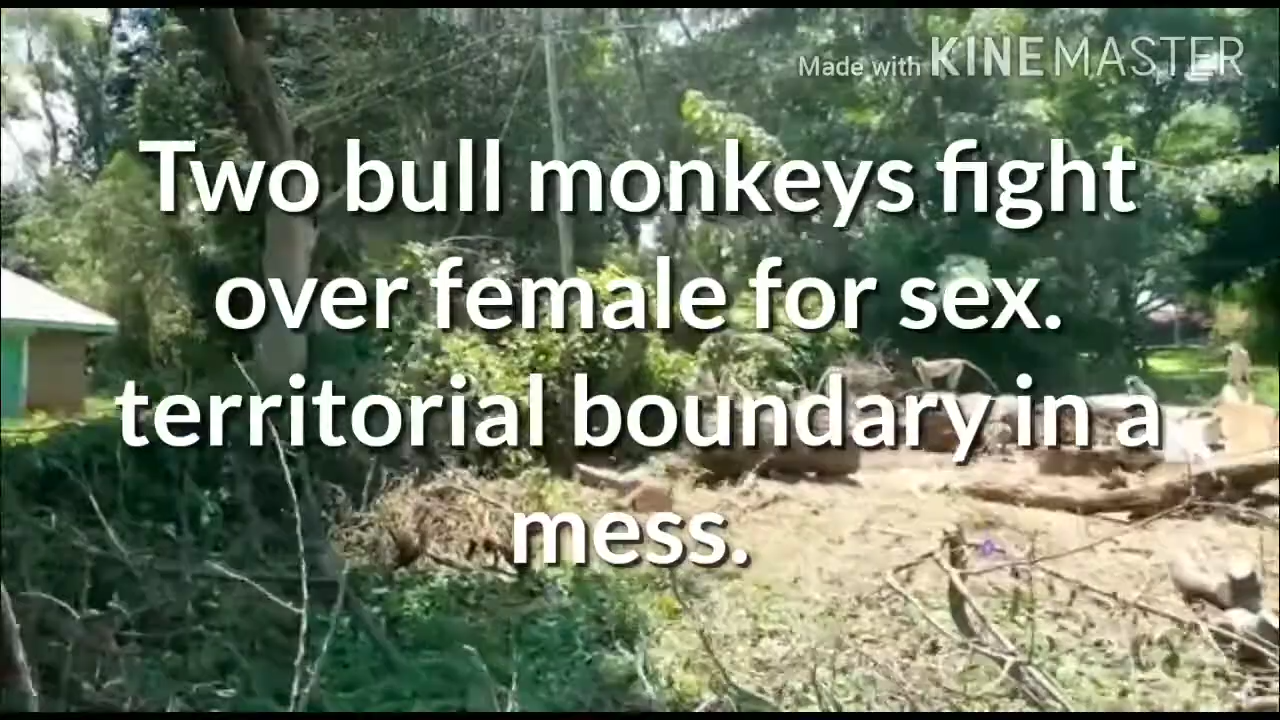 Made with KINEMASTER
Two bull monkeys fight
over female for sex.
territorial boundary in a
mess.